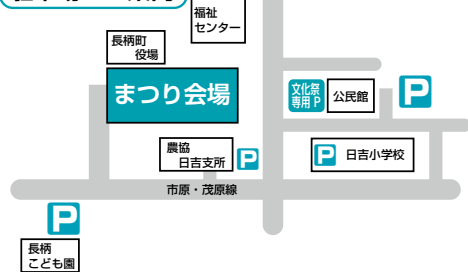 福祉
センター
長柄町
役場
まつり会場
文化祭
専用 P
公民館
P
農協
日吉支所
P
P
日吉小学校
市原・茂原線
P
長柄
こども園